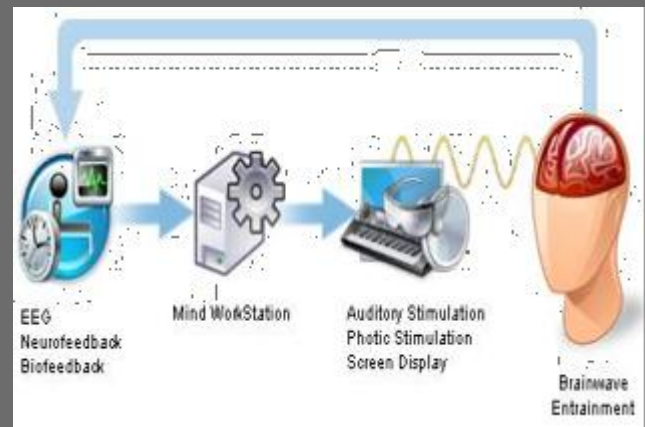 EEG
Neurofeedback
Biofeedback
Mind WorkStation
Auditory Stimulation
Photic Stimulation
Screen Display
Brainwave
Entrainment